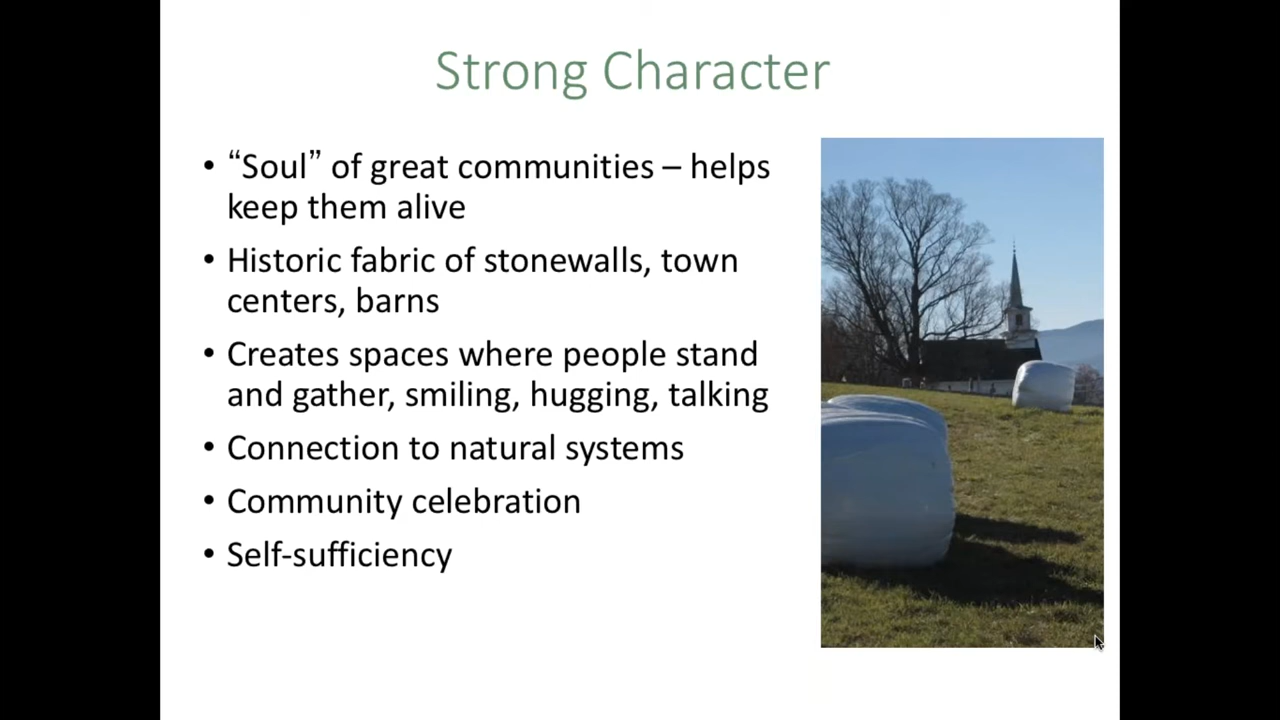 Strong Character
• “Soul” of great communities – helps
keep them alive
• Historic fabric of stonewalls, town
centers, barns
• Creates spaces where people stand
and gather, smiling, hugging, talking
• Connection to natural systems
• Community celebration
• Self-sufficiency